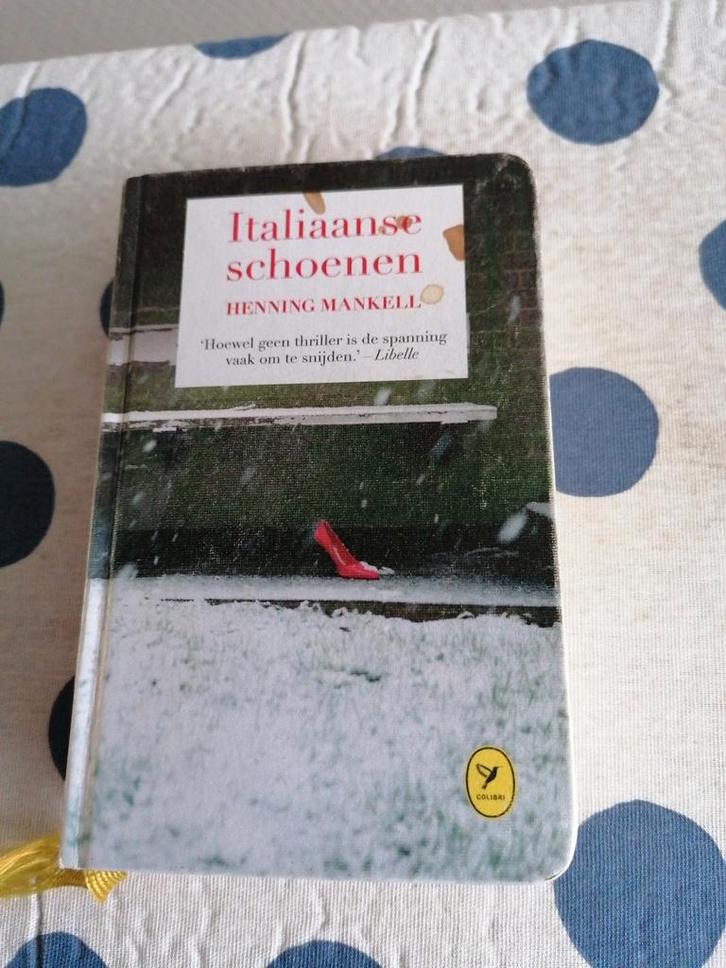 Italiaanse
schoenen
HENNING MANKELL
‘Hoewel geen thriller is de spanning
vaak om te snijden.’ – Libelle
COLIBRI